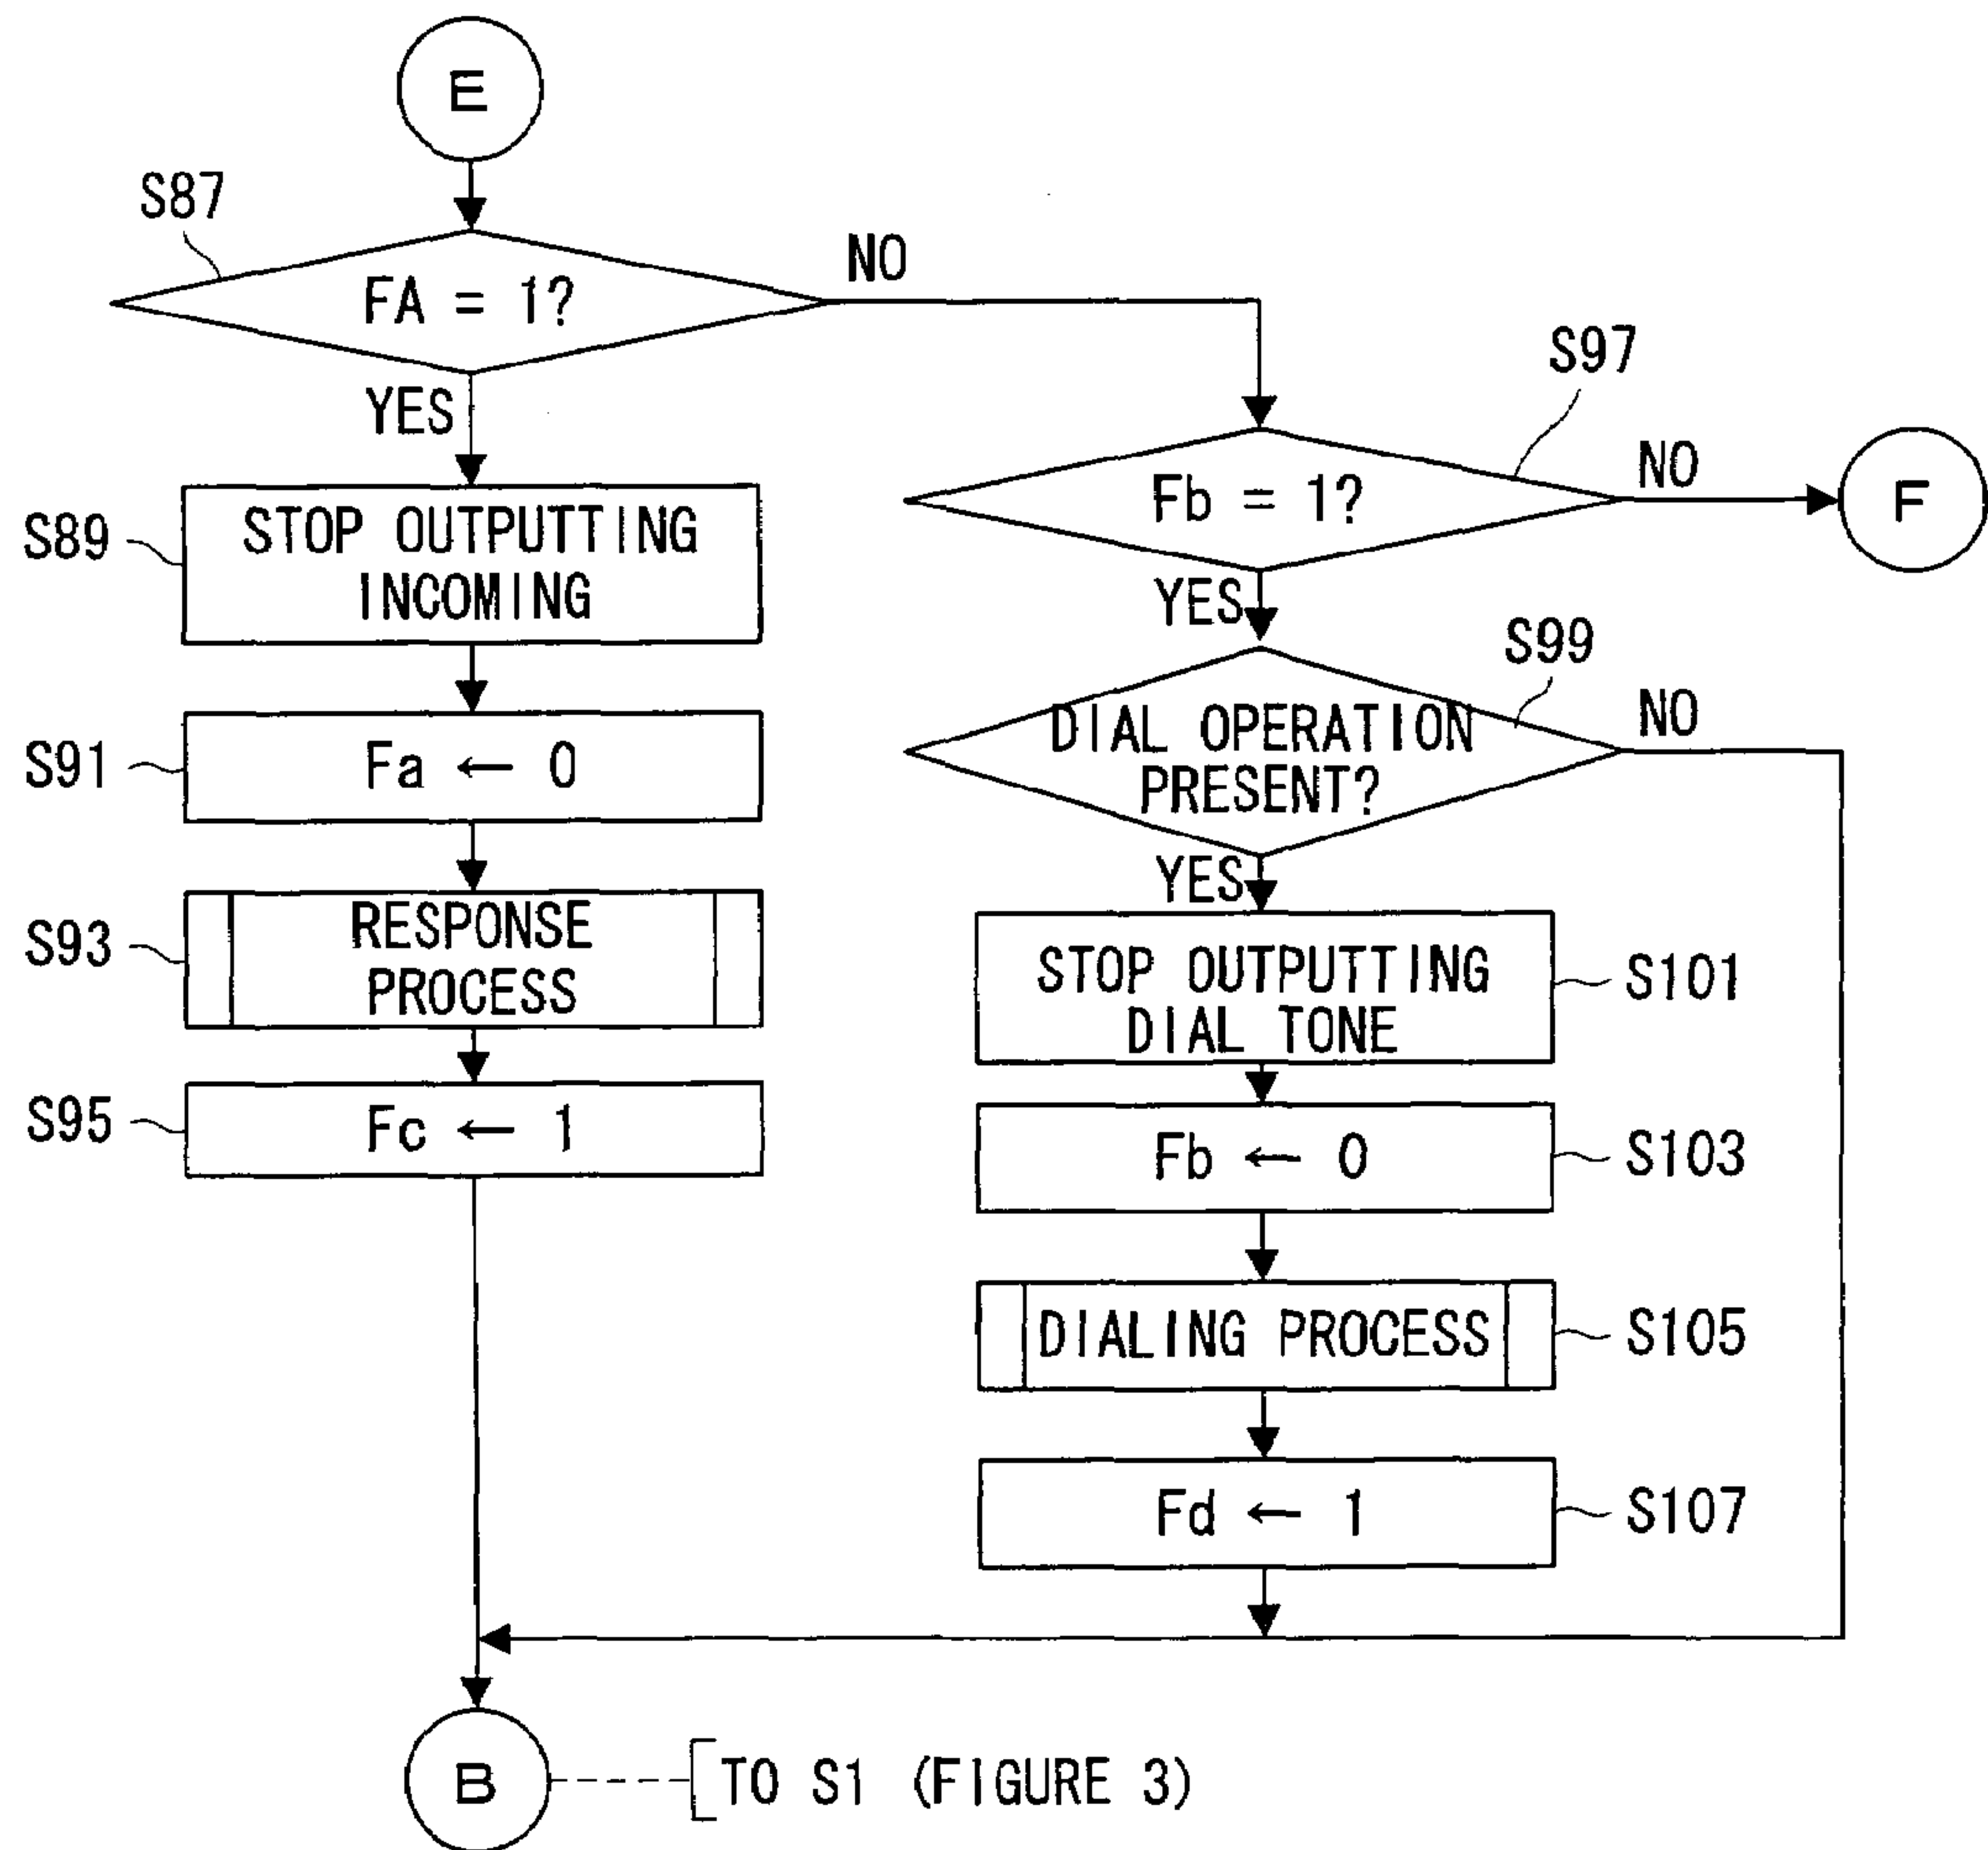 E
S87
FA = 1?
NO
YES
S89
STOP OUTPUTTING
INCOMING
S91
Fa ← 0
S93
RESPONSE
PROCESS
S95
Fc ← 1
S97
Fb = 1?
NO
F
YES
S99
DIAL OPERATION
PRESENT?
NO
YES
STOP OUTPUTTING
DIAL TONE
S101
Fb ← 0
S103
DIALING PROCESS
S105
Fd ← 1
S107
B
TO S1 (FIGURE 3)